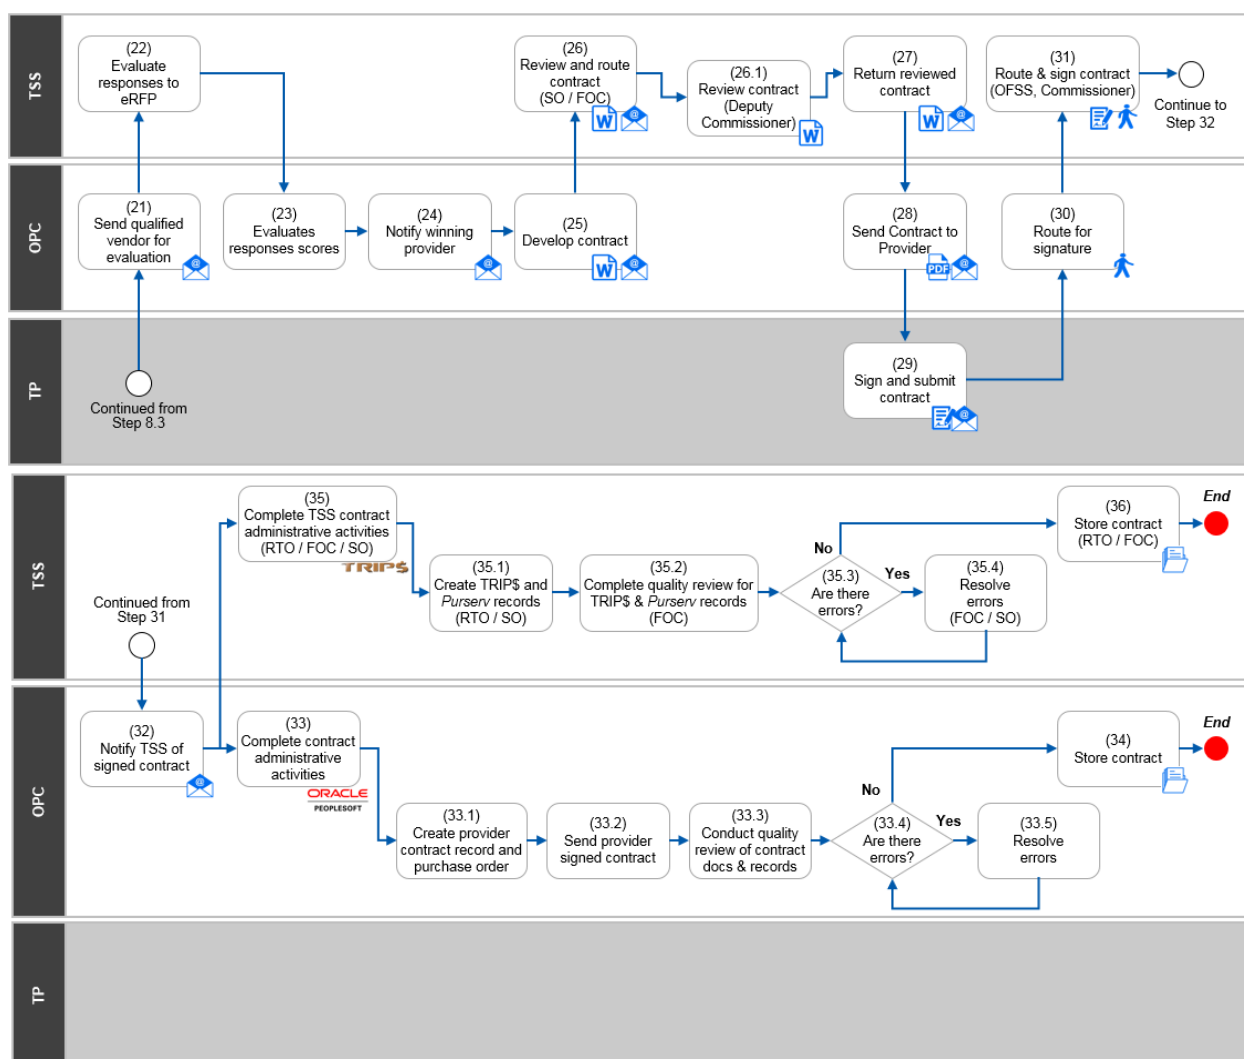 TSS
(22)
Evaluate
responses to
eRFP
(26)
Review and route
contract
(SO / FOC)
W
@
(26.1)
Review contract
(Deputy
Commissioner)
W
(27)
Return reviewed
contract
W
@
(31)
Route & sign contract
(OFSS, Commissioner)
Continue to
Step 32
OPC
(21)
Send qualified
vendor for
evaluation
@
(23)
Evaluates
responses scores
(24)
Notify winning
provider
@
(25)
Develop contract
W
@
(28)
Send Contract to
Provider
PDF
@
(30)
Route for
signature
TP
Continued from
Step 8.3
(29)
Sign and submit
contract
@
TSS
Continued from
Step 31
(35)
Complete TSS contract
administrative activities
(RTO / FOC / SO)
TRIP$
(35.1)
Create TRIP$ and
Purserv records
(RTO / SO)
(35.2)
Complete quality review for
TRIP$ & Purserv records
(FOC)
(35.3)
Are there
errors?
No
Yes
(35.4)
Resolve
errors
(FOC / SO)
(36)
Store contract
(RTO / FOC)
End
OPC
(32)
Notify TSS of
signed contract
@
(33)
Complete contract
administrative
activities
ORACLE
PEOPLESOFT
(33.1)
Create provider
contract record and
purchase order
(33.2)
Send provider
signed contract
(33.3)
Conduct quality
review of contract
docs & records
(33.4)
Are there
errors?
No
Yes
(33.5)
Resolve
errors
(34)
Store contract
End
TP